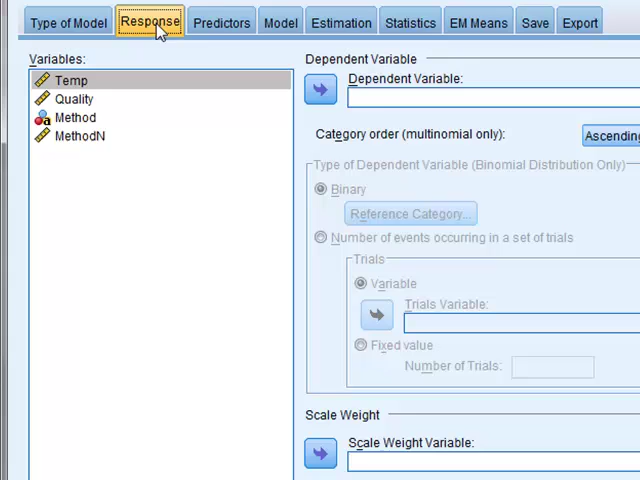 Type of Model Response Predictors Model Estimation Statistics EM Means Save Export
Variables:
Temp
Quality
Method
MethodN
Dependent Variable
Dependent Variable:
Category order (multinomial only):
Ascending
Type of Dependent Variable (Binomial Distribution Only)
Binary
Reference Category...
Number of events occurring in a set of trials
Trials
Variable
Trials Variable:
Fixed value
Number of Trials:
Scale Weight
Scale Weight Variable: